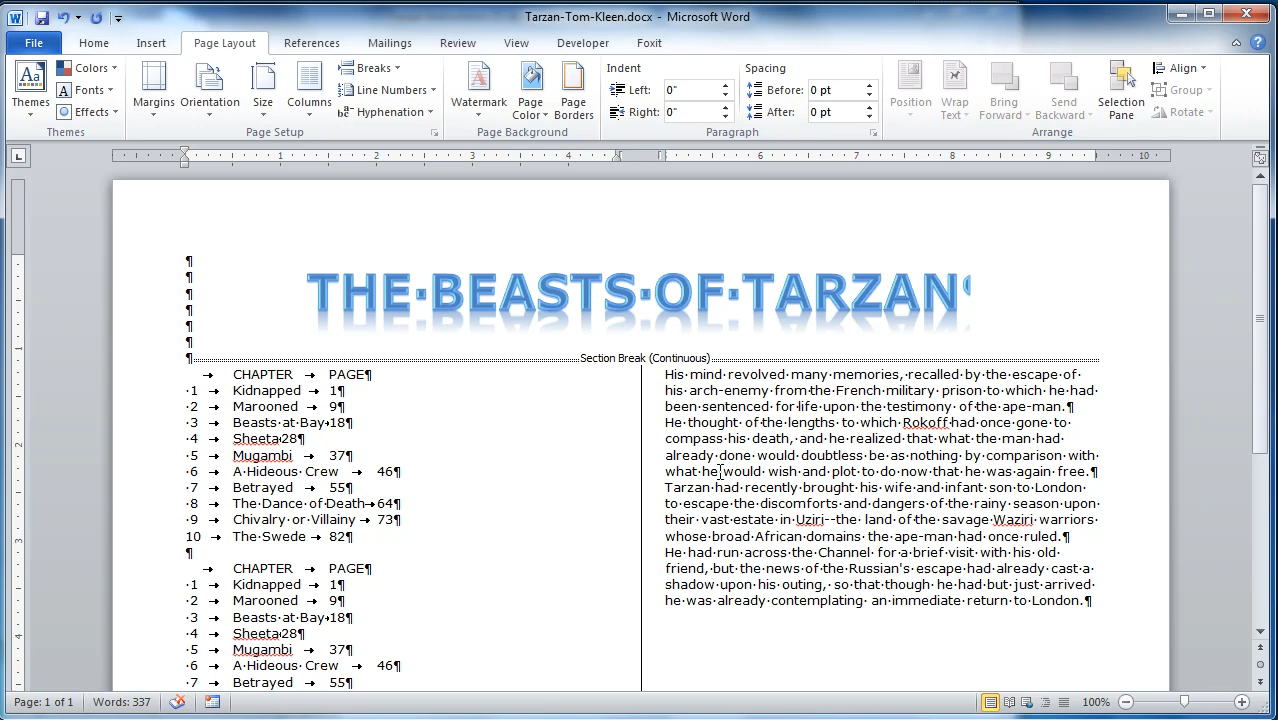 Tarzan-Tom-Kleen.docx - Microsoft Word
File Home Insert Page Layout References Mailings Review View Developer Foxit
Colors Breaks Indent Spacing Align
Fonts Line Numbers Left: 0" Before: 0 pt Group
Effects Hyphenation Right: 0" After: 0 pt Rotate
Themes Margins Orientation Size Columns Watermark Page Color Page Borders Position Wrap Text Bring Forward Send Backward Selection Pane
Themes Page Setup Page Background Paragraph Arrange
1 2 3 4 6 7 8 9 10
THE·BEASTS·OF·TARZAN
Section Break (Continuous)
CHAPTER PAGE¶
·1 Kidnapped 1¶
·2 Marooned 9¶
·3 Beasts·at·Bay 18¶
·4 Sheeta 28¶
·5 Mugambi 37¶
·6 A·Hideous·Crew 46¶
·7 Betrayed 55¶
·8 The·Dance·of·Death 64¶
·9 Chivalry·or·Villainy 73¶
10 The·Swede 82¶
¶
CHAPTER PAGE¶
·1 Kidnapped 1¶
·2 Marooned 9¶
·3 Beasts·at·Bay 18¶
·4 Sheeta 28¶
·5 Mugambi 37¶
·6 A·Hideous·Crew 46¶
·7 Betrayed 55¶
His·mind·revolved·many·memories,·recalled·by·the·escape·of·
his·arch-enemy·from·the·French·military·prison·to·which·he·had·
been·sentenced·for·life·upon·the·testimony·of·the·ape-man.¶
He·thought·of·the·lengths·to·which·Rokoff·had·once·gone·to·
compass·his·death,·and·he·realized·that·what·the·man·had·
already·done·would·doubtless·be·as·nothing·by·comparison·with·
what·he·would·wish·and·plot·to·do·now·that·he·was·again·free.¶
Tarzan·had·recently·brought·his·wife·and·infant·son·to·London·
to·escape·the·discomforts·and·dangers·of·the·rainy·season·upon·
their·vast·estate·in·Uziri--the·land·of·the·savage·Waziri·warriors·
whose·broad·African·domains·the·ape-man·had·once·ruled.¶
He·had·run·across·the·Channel·for·a·brief·visit·with·his·old·
friend,·but·the·news·of·the·Russian's·escape·had·already·cast·a·
shadow·upon·his·outing,·so·that·though·he·had·but·just·arrived·
he·was·already·contemplating·an·immediate·return·to·London.¶
Page: 1 of 1 Words: 337 100%